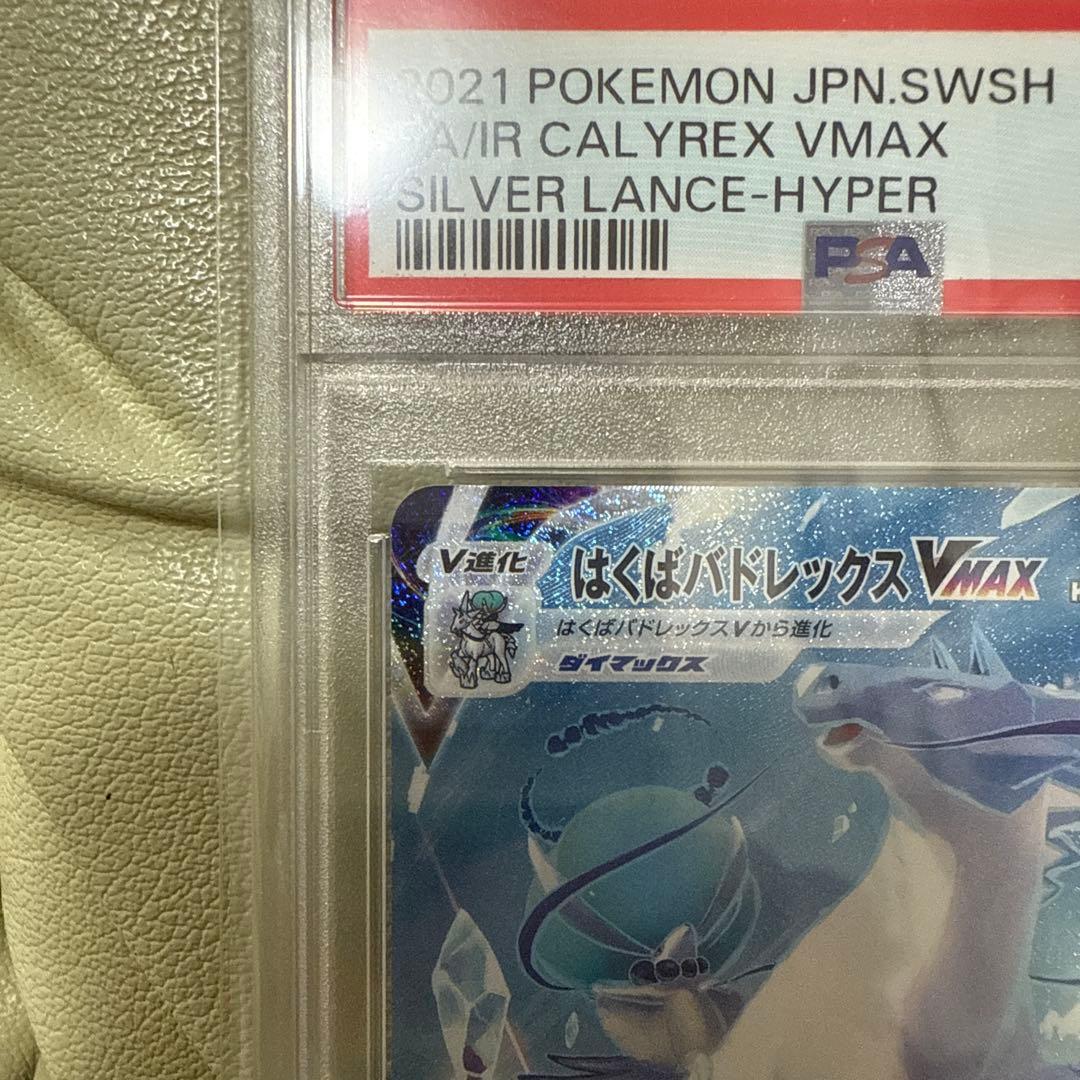 2021 POKEMON JPN.SWSH
FA/IR CALYREX VMAX
SILVER LANCE-HYPER
PSA
V進化
はくばバドレックスVMAX
はくばバドレックスVから進化
ダイマックス